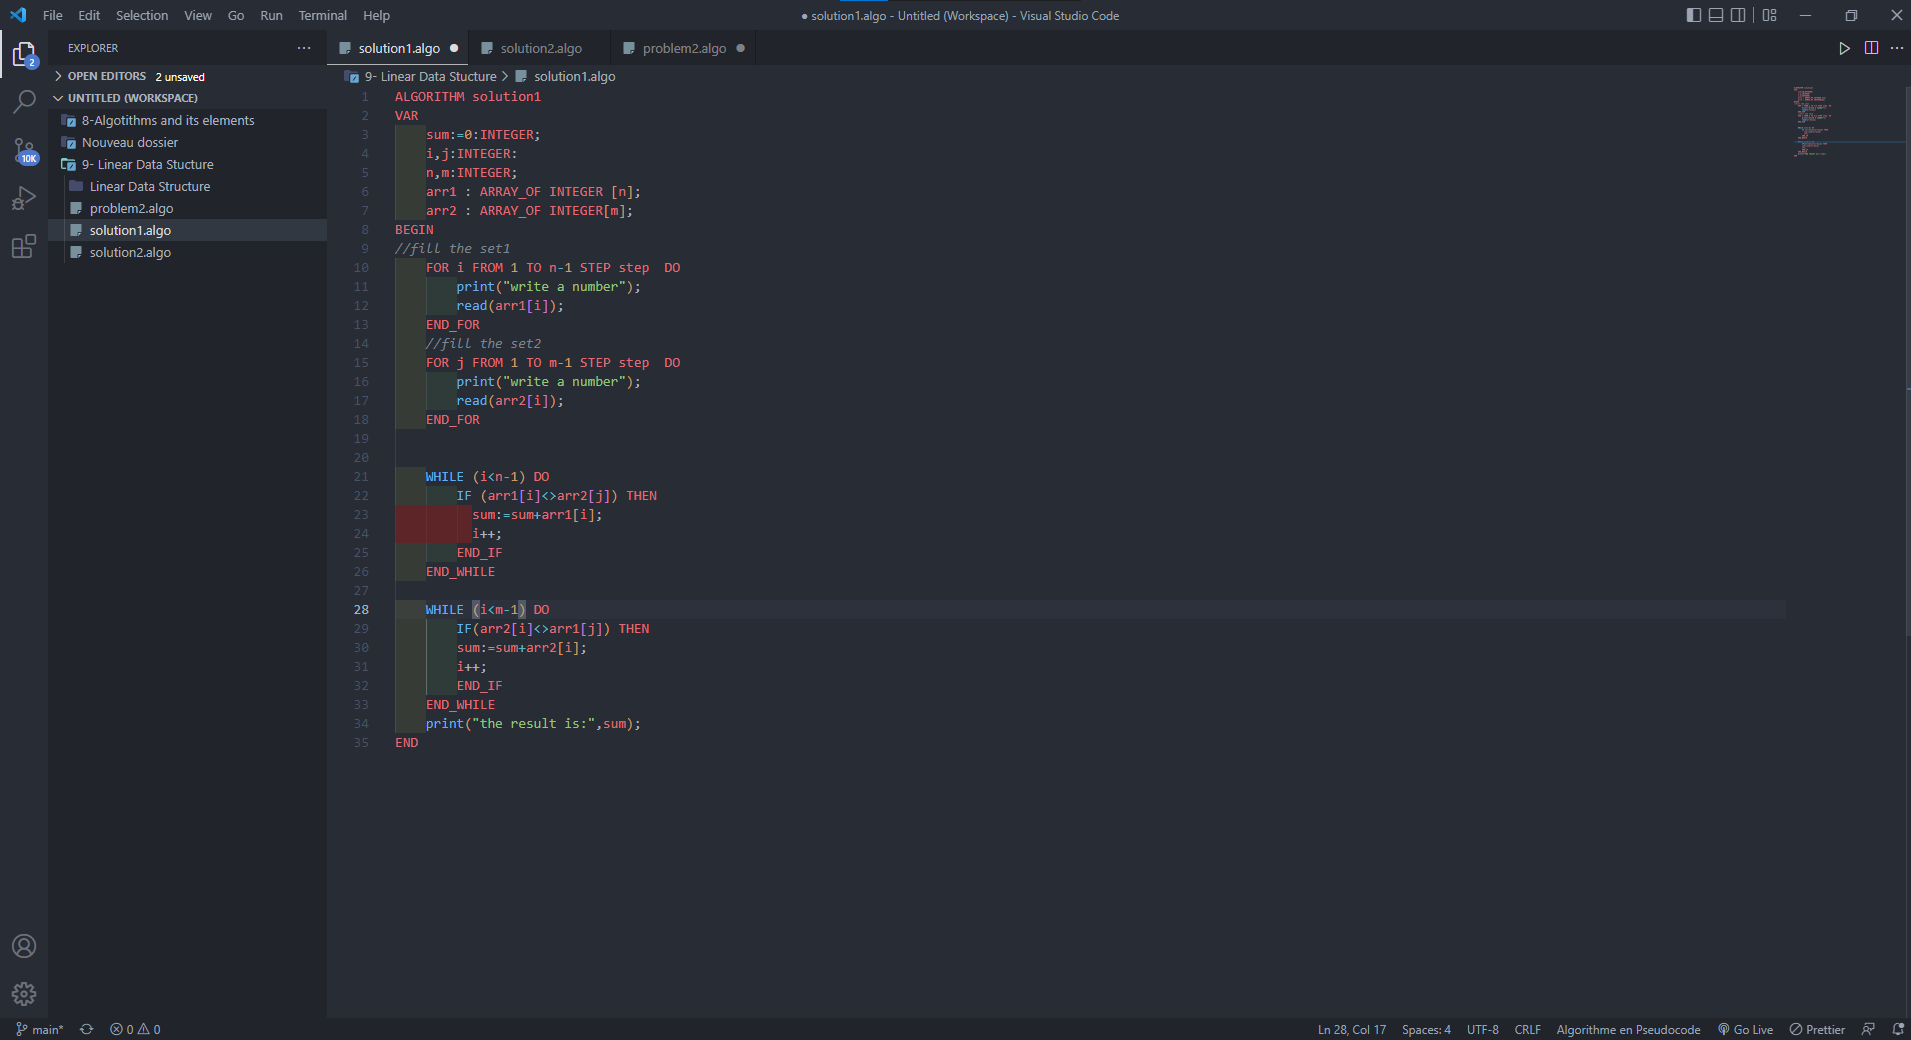 File Edit Selection View Go Run Terminal Help
● solution1.algo - Untitled (Workspace) - Visual Studio Code
EXPLORER
2
OPEN EDITORS 2 unsaved
UNTITLED (WORKSPACE)
8-Algotithms and its elements
Nouveau dossier
9- Linear Data Stucture
10K
Linear Data Structure
problem2.algo
solution1.algo
solution2.algo
solution1.algo
solution2.algo
problem2.algo
9- Linear Data Stucture > solution1.algo
1 ALGORITHM solution1
2 VAR
3 sum:=0:INTEGER;
4 i,j:INTEGER:
5 n,m:INTEGER;
6 arr1 : ARRAY_OF INTEGER [n];
7 arr2 : ARRAY_OF INTEGER[m];
8 BEGIN
9 //fill the set1
10 FOR i FROM 1 TO n-1 STEP step  DO
11 print("write a number");
12 read(arr1[i]);
13 END_FOR
14 //fill the set2
15 FOR j FROM 1 TO m-1 STEP step  DO
16 print("write a number");
17 read(arr2[i]);
18 END_FOR
19
20
21 WHILE (i<n-1) DO
22 IF (arr1[i]<>arr2[j]) THEN
23 sum:=sum+arr1[i];
24 i++;
25 END_IF
26 END_WHILE
27
28 WHILE (i<m-1) DO
29 IF(arr2[i]<>arr1[j]) THEN
30 sum:=sum+arr2[i];
31 i++;
32 END_IF
33 END_WHILE
34 print("the result is:",sum);
35 END
main* 0 0
Ln 28, Col 17 Spaces: 4 UTF-8 CRLF Algorithme en Pseudocode Go Live Prettier